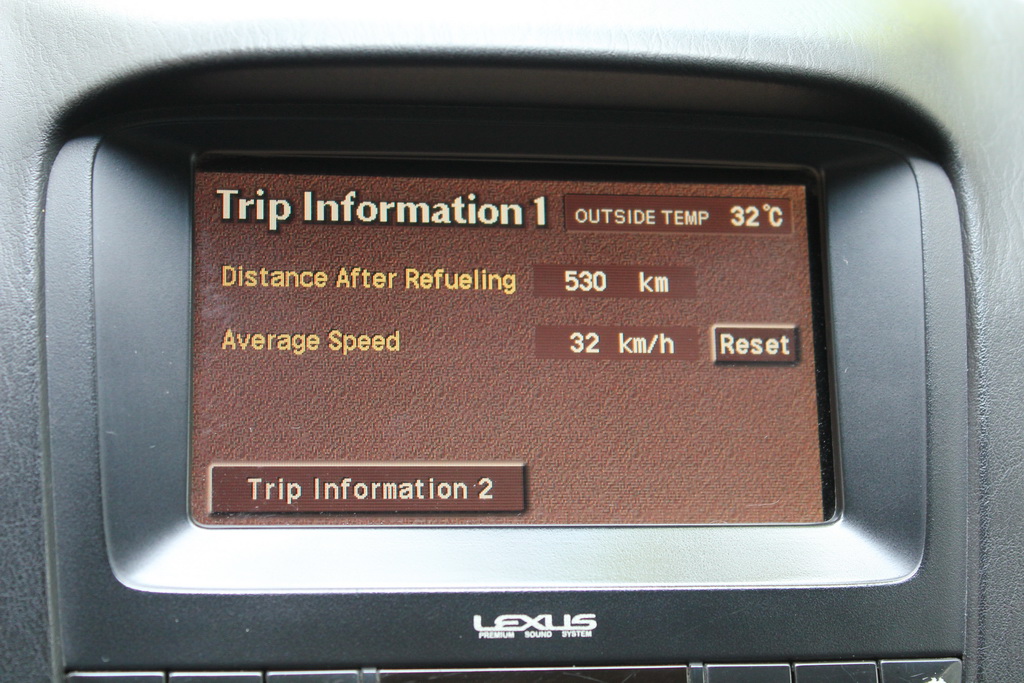 Trip Information 1 OUTSIDE TEMP 32°C
Distance After Refueling 530 km
Average Speed 32 km/h Reset
Trip Information 2
LEXUS
PREMIUM SOUND SYSTEM